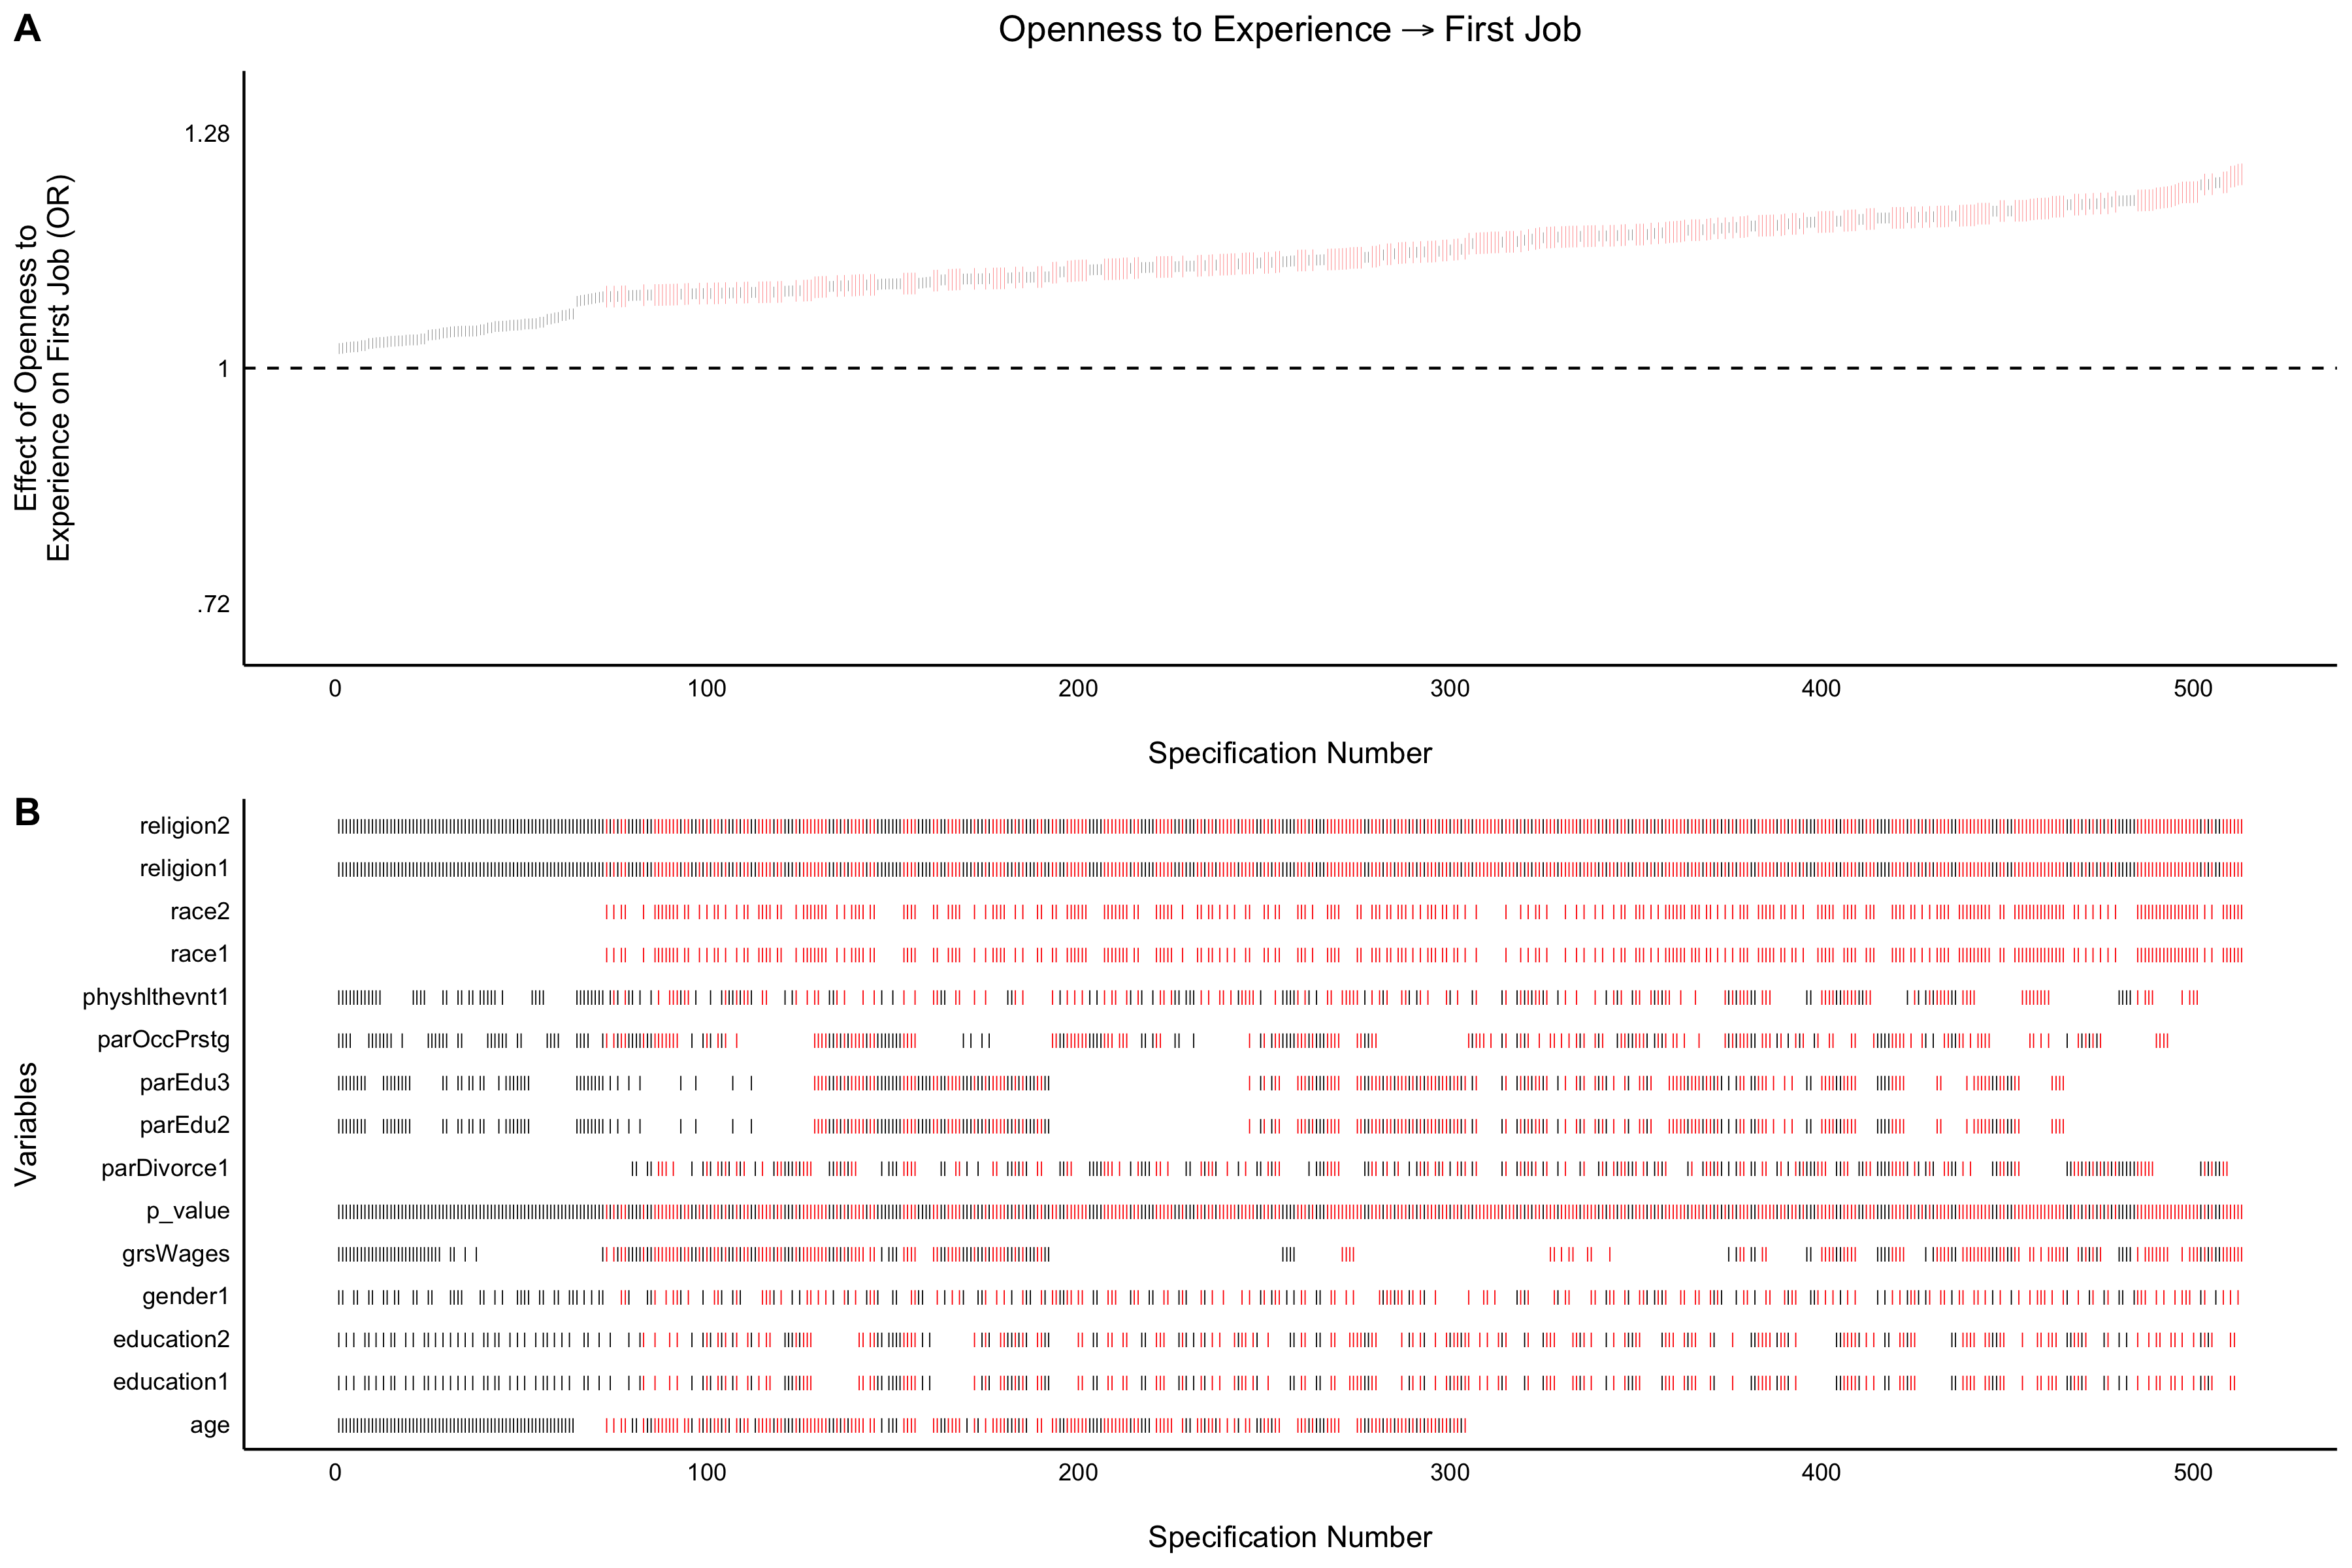 A
Openness to Experience → First Job
Effect of Openness to
Experience on First Job (OR)
1.28
1
.72
0 100 200 300 400 500
Specification Number
B
Variables
religion2
religion1
race2
race1
physhlthevnt1
parOccPrstg
parEdu3
parEdu2
parDivorce1
p_value
grsWages
gender1
education2
education1
age
0 100 200 300 400 500
Specification Number